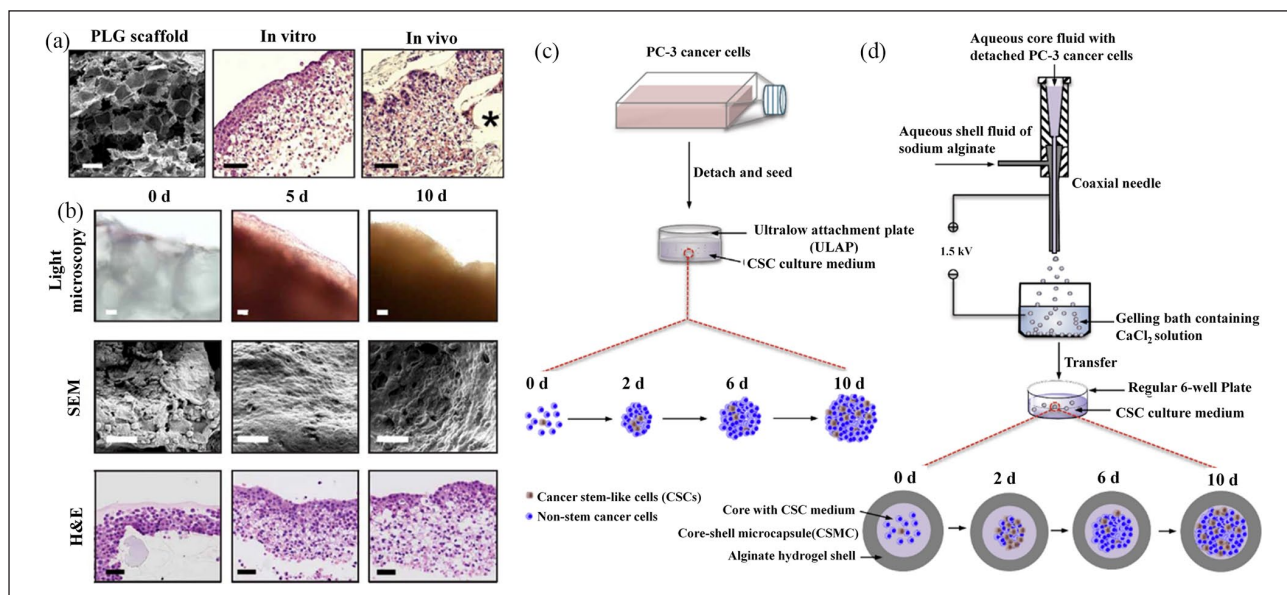 (a)
PLG scaffold
In vitro
In vivo
*
(b)
0 d
5 d
10 d
Light
microscopy
SEM
H&E
(c)
PC-3 cancer cells
Detach and seed
Ultralow attachment plate
(ULAP)
CSC culture medium
0 d
2 d
6 d
10 d
Cancer stem-like cells (CSCs)
Non-stem cancer cells
(d)
Aqueous core fluid with
detached PC-3 cancer cells
Aqueous shell fluid of
sodium alginate
Coaxial needle
1.5 kV
Gelling bath containing
CaCl₂ solution
Transfer
Regular 6-well Plate
CSC culture medium
0 d
2 d
6 d
10 d
Core with CSC medium
Core-shell microcapsule(CSMC)
Alginate hydrogel shell